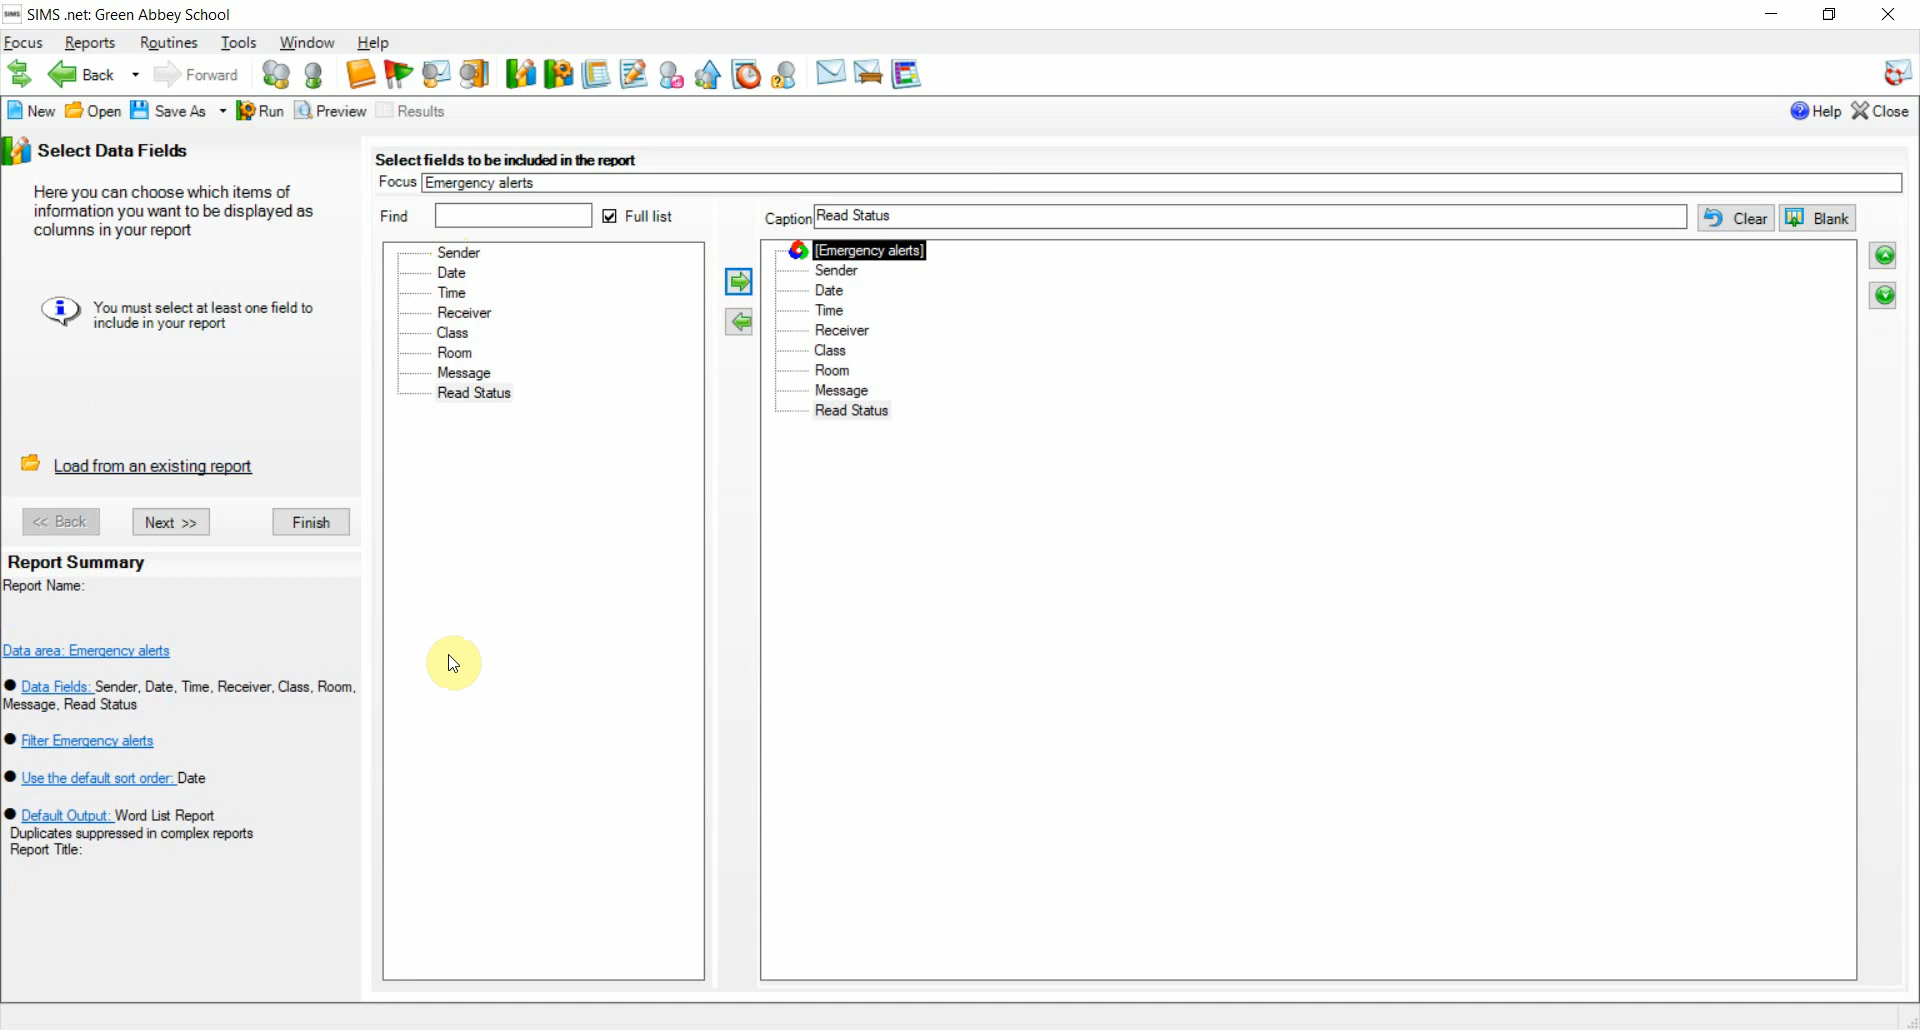 SIMS .net: Green Abbey School
Focus Reports Routines Tools Window Help
Back Forward
New Open Save As Run Preview Results Help Close
Select Data Fields
Here you can choose which items of
information you want to be displayed as
columns in your report
You must select at least one field to
include in your report
Load from an existing report
<< Back Next >> Finish
Report Summary
Report Name:
Data area: Emergency alerts
Data Fields: Sender, Date, Time, Receiver, Class, Room,
Message, Read Status
Filter Emergency alerts
Use the default sort order: Date
Default Output: Word List Report
Duplicates suppressed in complex reports
Report Title:
Select fields to be included in the report
Focus Emergency alerts
Find Full list
Sender
Date
Time
Receiver
Class
Room
Message
Read Status
Caption Read Status Clear Blank
[Emergency alerts]
Sender
Date
Time
Receiver
Class
Room
Message
Read Status